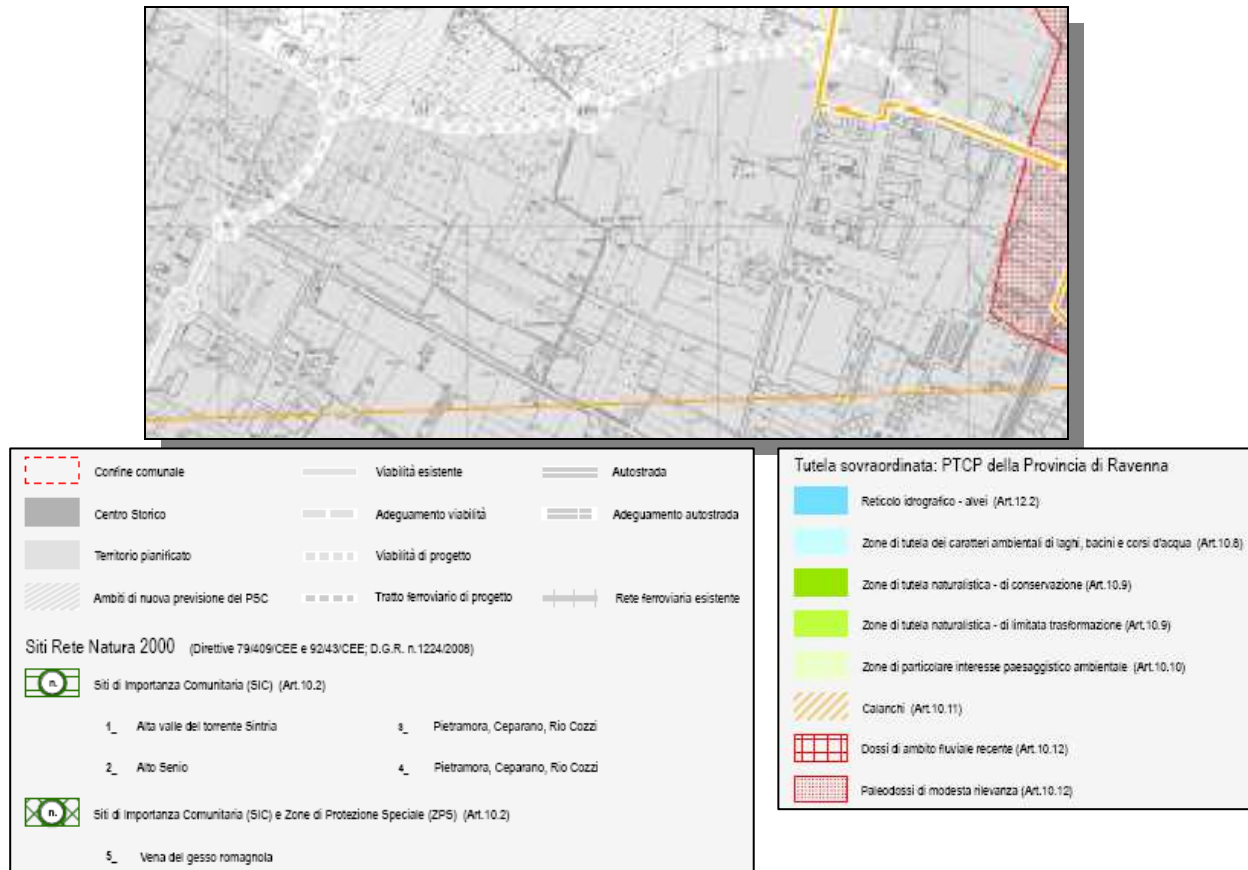 Confine comunale
Viabilità esistente
Autostrada
Centro Storico
Adeguamento viabilità
Adeguamento autostrada
Territorio pianificato
Viabilità di progetto
Ambiti di nuova previsione del PSC
Tratto ferroviario di progetto
Rete ferroviaria esistente
Siti Rete Natura 2000 (Direttive 79/409/CEE e 92/43/CEE; D.G.R. n.1224/2008)
n.
Siti di Importanza Comunitaria (SIC) (Art.10.2)
1_ Alta valle del torrente Sintria
3_ Pietramora, Ceparano, Rio Cozzi
2_ Alto Senio
4_ Pietramora, Ceparano, Rio Cozzi
n.
Siti di Importanza Comunitaria (SIC) e Zone di Protezione Speciale (ZPS) (Art.10.2)
5_ Vena del gesso romagnola
Tutela sovraordinata: PTCP della Provincia di Ravenna
Reticolo idrografico - alvei (Art.12.2)
Zone di tutela dei caratteri ambientali di laghi, bacini e corsi d'acqua (Art.10.8)
Zone di tutela naturalistica - di conservazione (Art.10.9)
Zone di tutela naturalistica - di limitata trasformazione (Art.10.9)
Zone di particolare interesse paesaggistico ambientale (Art.10.10)
Calanchi (Art.10.11)
Dossi di ambito fluviale recente (Art.10.12)
Paleodossi di modesta rilevanza (Art.10.12)